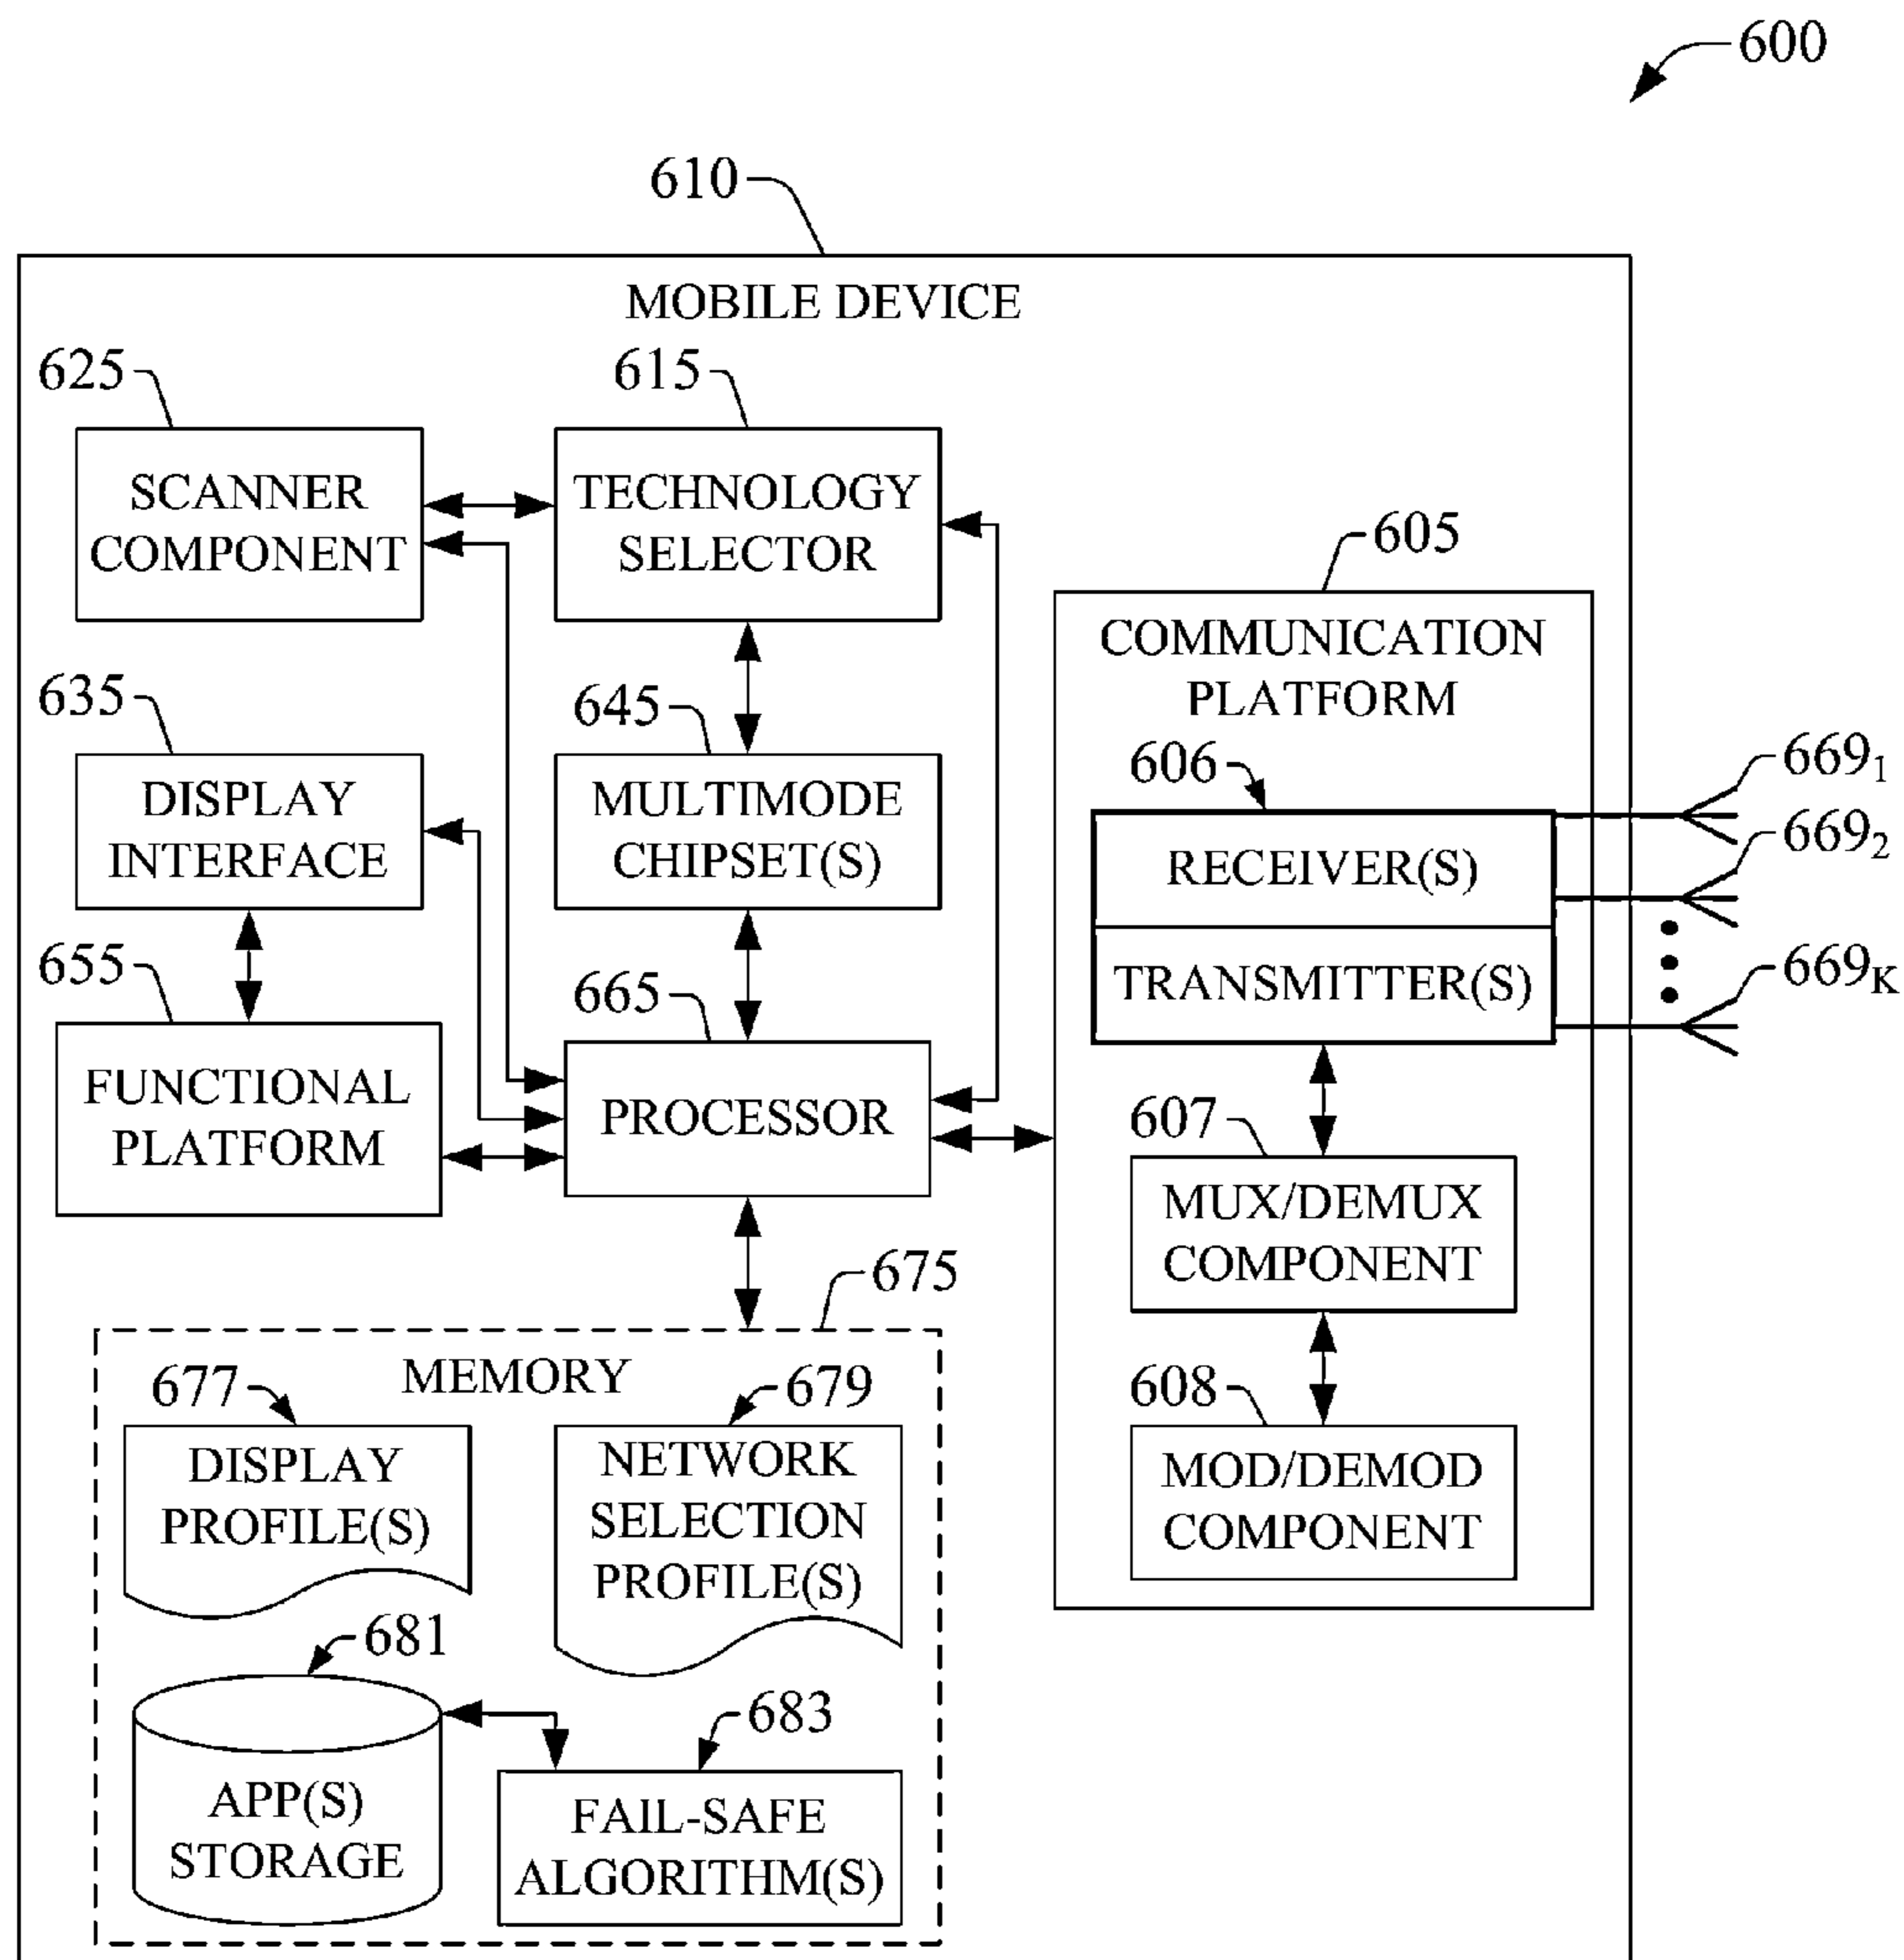 600
610
MOBILE DEVICE
625
SCANNER
COMPONENT
615
TECHNOLOGY
SELECTOR
635
DISPLAY
INTERFACE
645
MULTIMODE
CHIPSET(S)
655
FUNCTIONAL
PLATFORM
665
PROCESSOR
605
COMMUNICATION
PLATFORM
606
RECEIVER(S)
TRANSMITTER(S)
669₁
669₂
669K
607
MUX/DEMUX
COMPONENT
608
MOD/DEMOD
COMPONENT
675
MEMORY
677
DISPLAY
PROFILE(S)
679
NETWORK
SELECTION
PROFILE(S)
681
APP(S)
STORAGE
683
FAIL-SAFE
ALGORITHM(S)